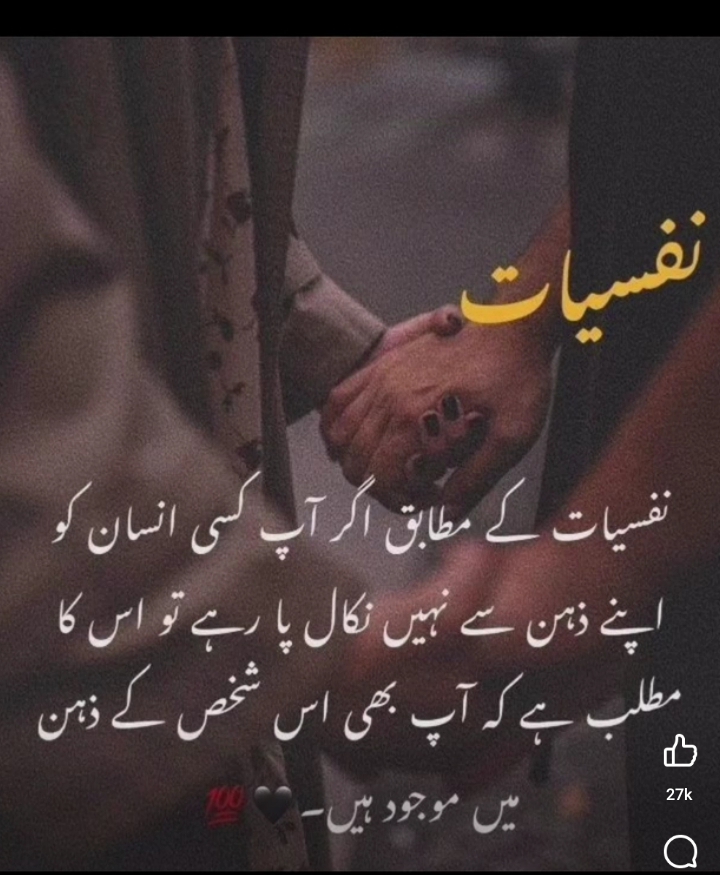 نفسیات
نفسیات کے مطابق اگر آپ کسی انسان کو
اپنے ذہن سے نہیں نکال پا رہے تو اس کا
مطلب ہے کہ آپ بھی اس شخص کے ذہن
میں موجود ہیں۔🖤💯
27k